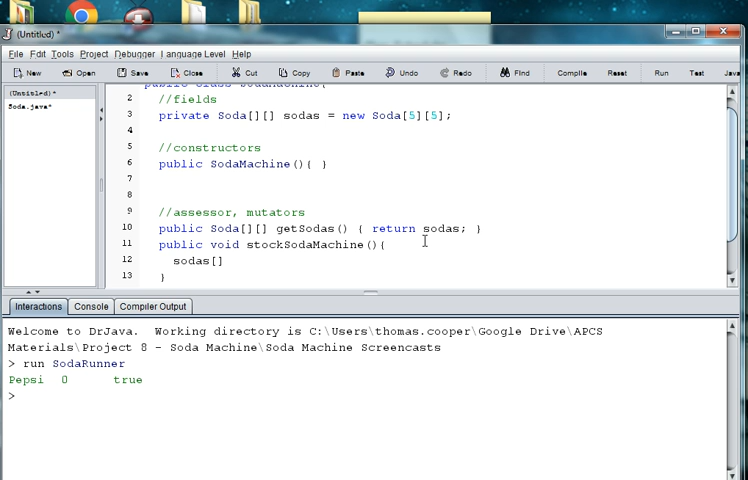 (Untitled) *
File Edit Tools Project Debugger Language Level Help
New Open Save Close Cut Copy Paste Undo Redo Find Compile Reset Run Test Java
(Untitled)*
Soda.java*
public class SodaMachine{
2 //fields
3 private Soda[][] sodas = new Soda[5][5];
4
5 //constructors
6 public SodaMachine(){ }
7
8
9 //assessor, mutators
10 public Soda[][] getSodas() { return sodas; }
11 public void stockSodaMachine(){
12 sodas[]
13 }
Interactions Console Compiler Output
Welcome to DrJava. Working directory is C:\Users\thomas.cooper\Google Drive\APCS
Materials\Project 8 - Soda Machine\Soda Machine Screencasts
> run SodaRunner
Pepsi 0 true
>